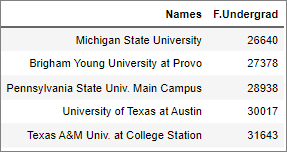 Names F.Undergrad
Michigan State University 26640
Brigham Young University at Provo 27378
Pennsylvania State Univ. Main Campus 28938
University of Texas at Austin 30017
Texas A&M Univ. at College Station 31643